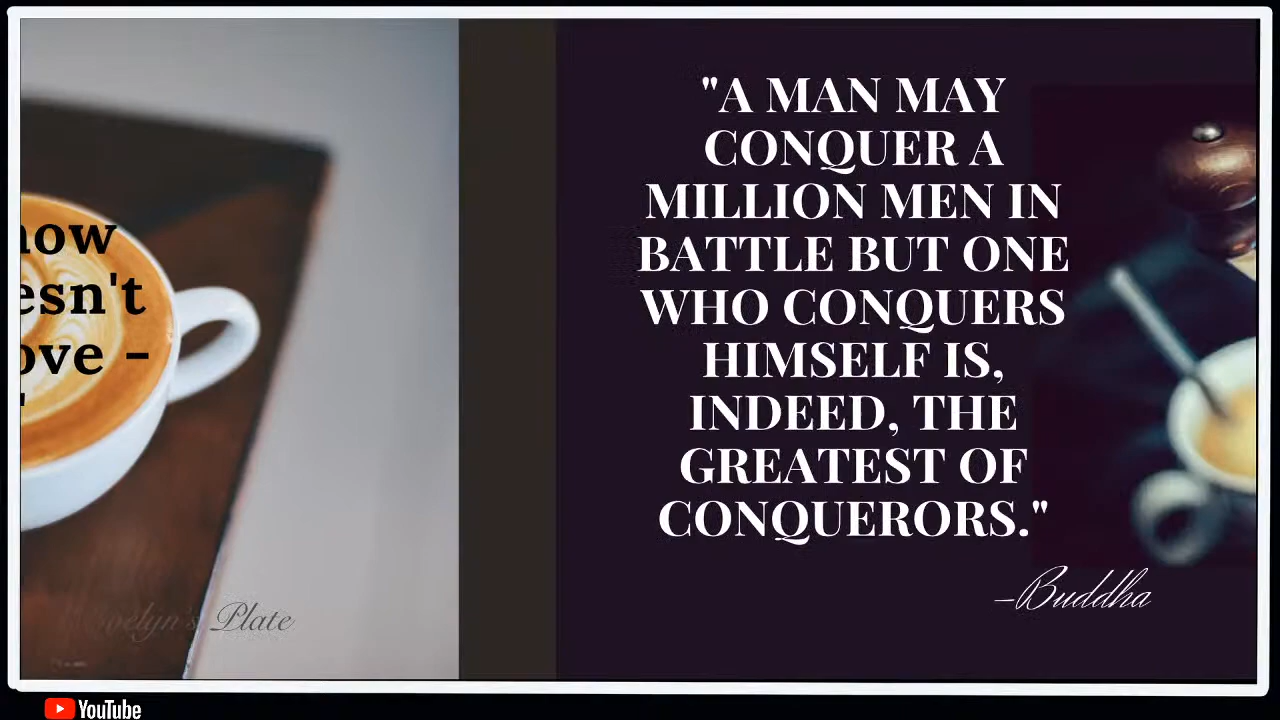 now
esn't
ove -
"
"A MAN MAY
CONQUER A
MILLION MEN IN
BATTLE BUT ONE
WHO CONQUERS
HIMSELF IS,
INDEED, THE
GREATEST OF
CONQUERORS."
-Buddha
Plate
YouTube